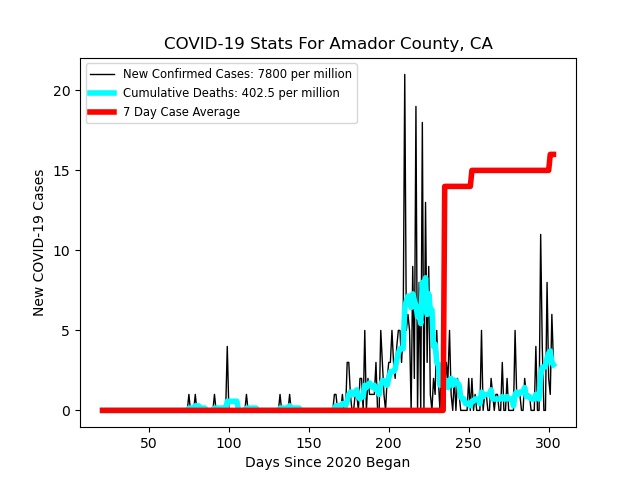 COVID-19 Stats For Amador County, CA
New Confirmed Cases: 7800 per million
Cumulative Deaths: 402.5 per million
7 Day Case Average
New COVID-19 Cases
20
15
10
5
0
50 100 150 200 250 300
Days Since 2020 Began